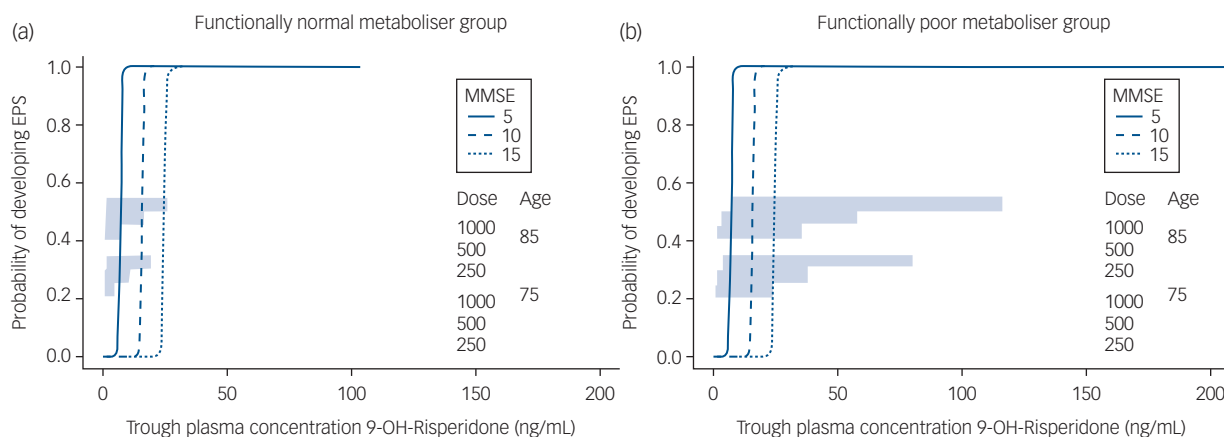 (a)
Functionally normal metaboliser group
Probability of developing EPS
1.0
0.8
0.6
0.4
0.2
0.0
MMSE
5
10
15
Dose Age
1000
500 85
250
1000 75
500
250
0 50 100 150 200
Trough plasma concentration 9-OH-Risperidone (ng/mL)
(b)
Functionally poor metaboliser group
Probability of developing EPS
1.0
0.8
0.6
0.4
0.2
0.0
MMSE
5
10
15
Dose Age
1000
500 85
250
1000 75
500
250
0 50 100 150 200
Trough plasma concentration 9-OH-Risperidone (ng/mL)